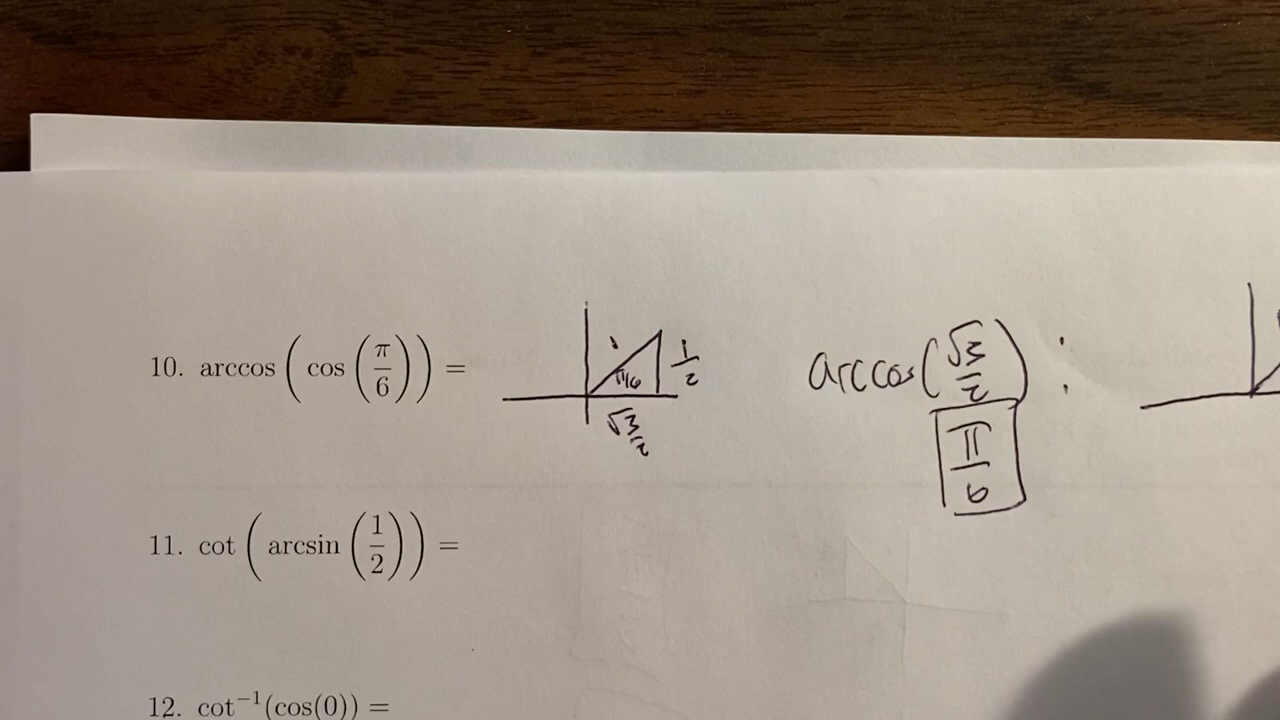 10. arccos(cos(π/6)) =
1
π/6
1/2
√3/2
arccos(√3/2) :
π/6
11. cot(arcsin(1/2)) =
12. cot⁻¹(cos(0)) =